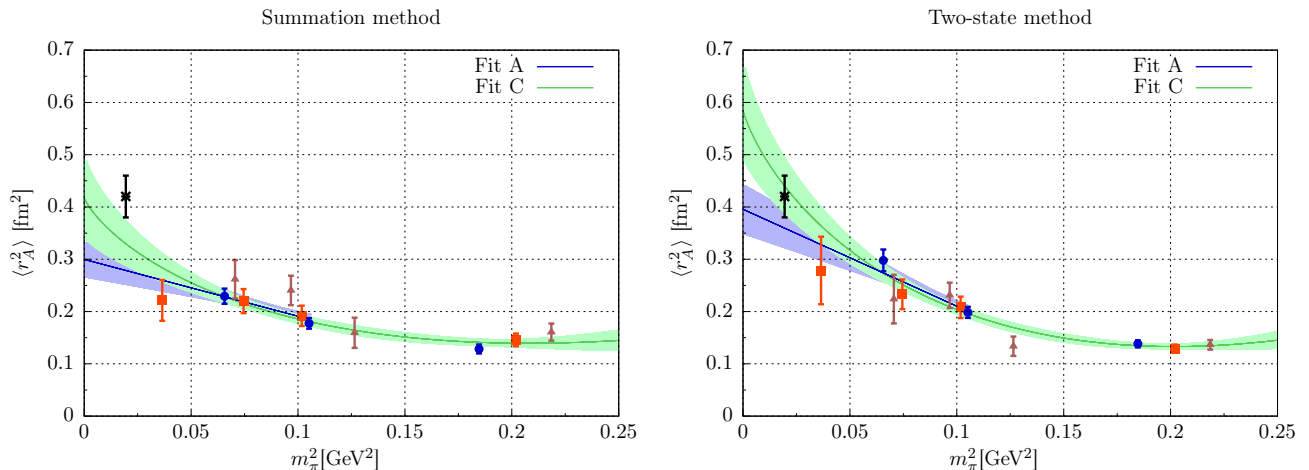 Summation method
0.7
0.6
0.5
0.4
0.3
0.2
0.1
0
⟨r²_A⟩ [fm²]
Fit A
Fit C
0 0.05 0.1 0.15 0.2 0.25
m²_π[GeV²]
Two-state method
0.7
0.6
0.5
0.4
0.3
0.2
0.1
0
⟨r²_A⟩ [fm²]
Fit A
Fit C
0 0.05 0.1 0.15 0.2 0.25
m²_π[GeV²]